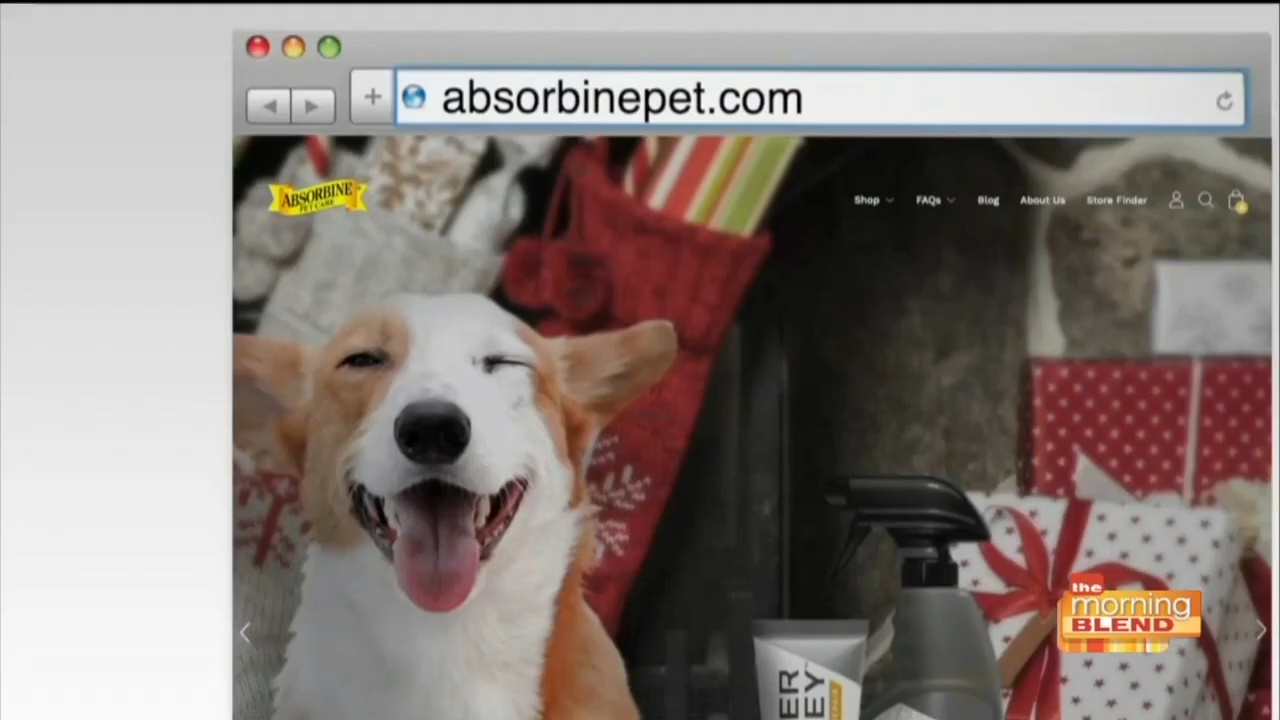 absorbinepet.com
ABSORBINE
PET CARE
Shop
FAQs
Blog
About Us
Store Finder
the
morning
BLEND